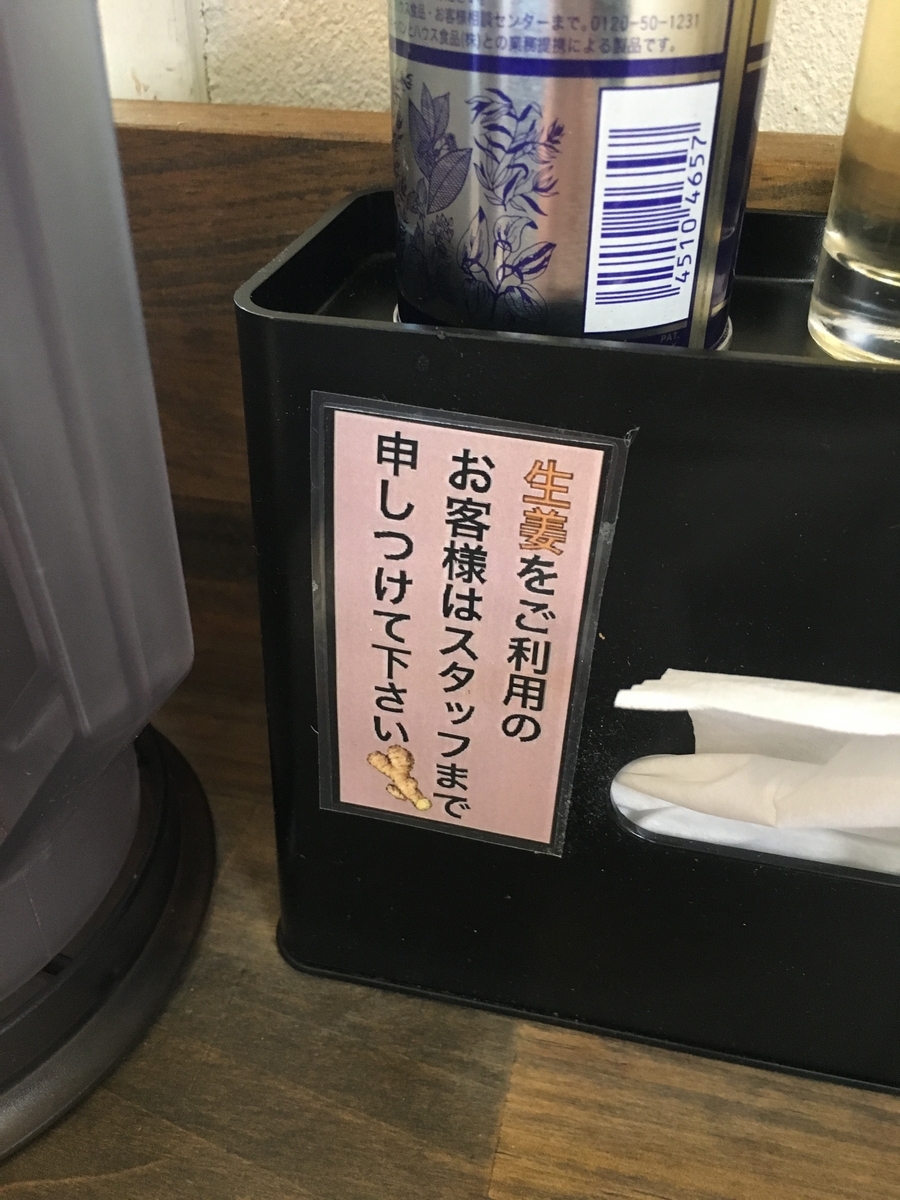 食品・お客様相談センターまで。0120-50-1231
ハウス食品(株)との業務提携による製品です。
4510 4657
PAT.
生姜をご利用の
お客様はスタッフまで
申しつけて下さい